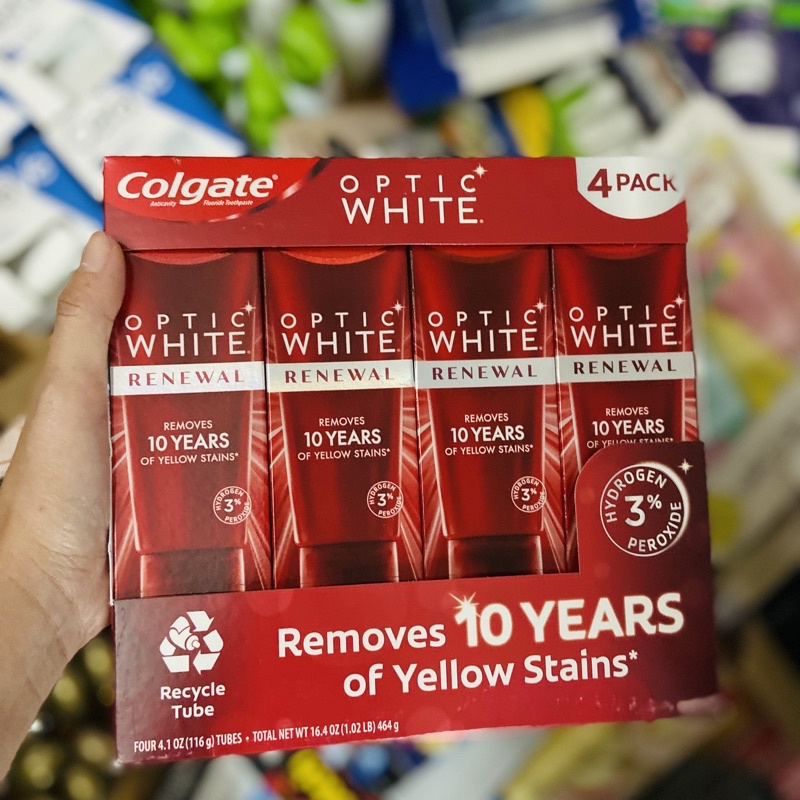 Colgate®
Anticavity Fluoride Toothpaste
OPTIC
WHITE.
4 PACK
OPTIC
WHITE.
RENEWAL
REMOVES
10 YEARS
OF YELLOW STAINS*
HYDROGEN
3%
PEROXIDE
OPTIC
WHITE.
RENEWAL
REMOVES
10 YEARS
OF YELLOW STAINS*
HYDROGEN
3%
PEROXIDE
OPTIC
WHITE.
RENEWAL
REMOVES
10 YEARS
OF YELLOW STAINS*
HYDROGEN
3%
PEROXIDE
OPTIC
WHITE.
RENEWAL
REMOVES
10 YEARS
OF YELLOW STAINS*
HYDROGEN
3%
PEROXIDE
Removes 10 YEARS
of Yellow Stains*
Recycle
Tube
FOUR 4.1 OZ (116 g) TUBES • TOTAL NET WT 16.4 OZ (1.02 LB) 464 g